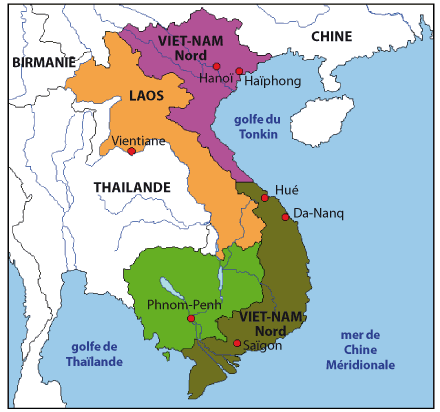 VIET-NAM
Nord
CHINE
BIRMANIE
Hanoï
Haïphong
LAOS
golfe du
Tonkin
Vientiane
THAILANDE
Hué
Da-Nanq
Phnom-Penh
VIET-NAM
Nord
Saïgon
golfe de
Thaïlande
mer de
Chine
Méridionale